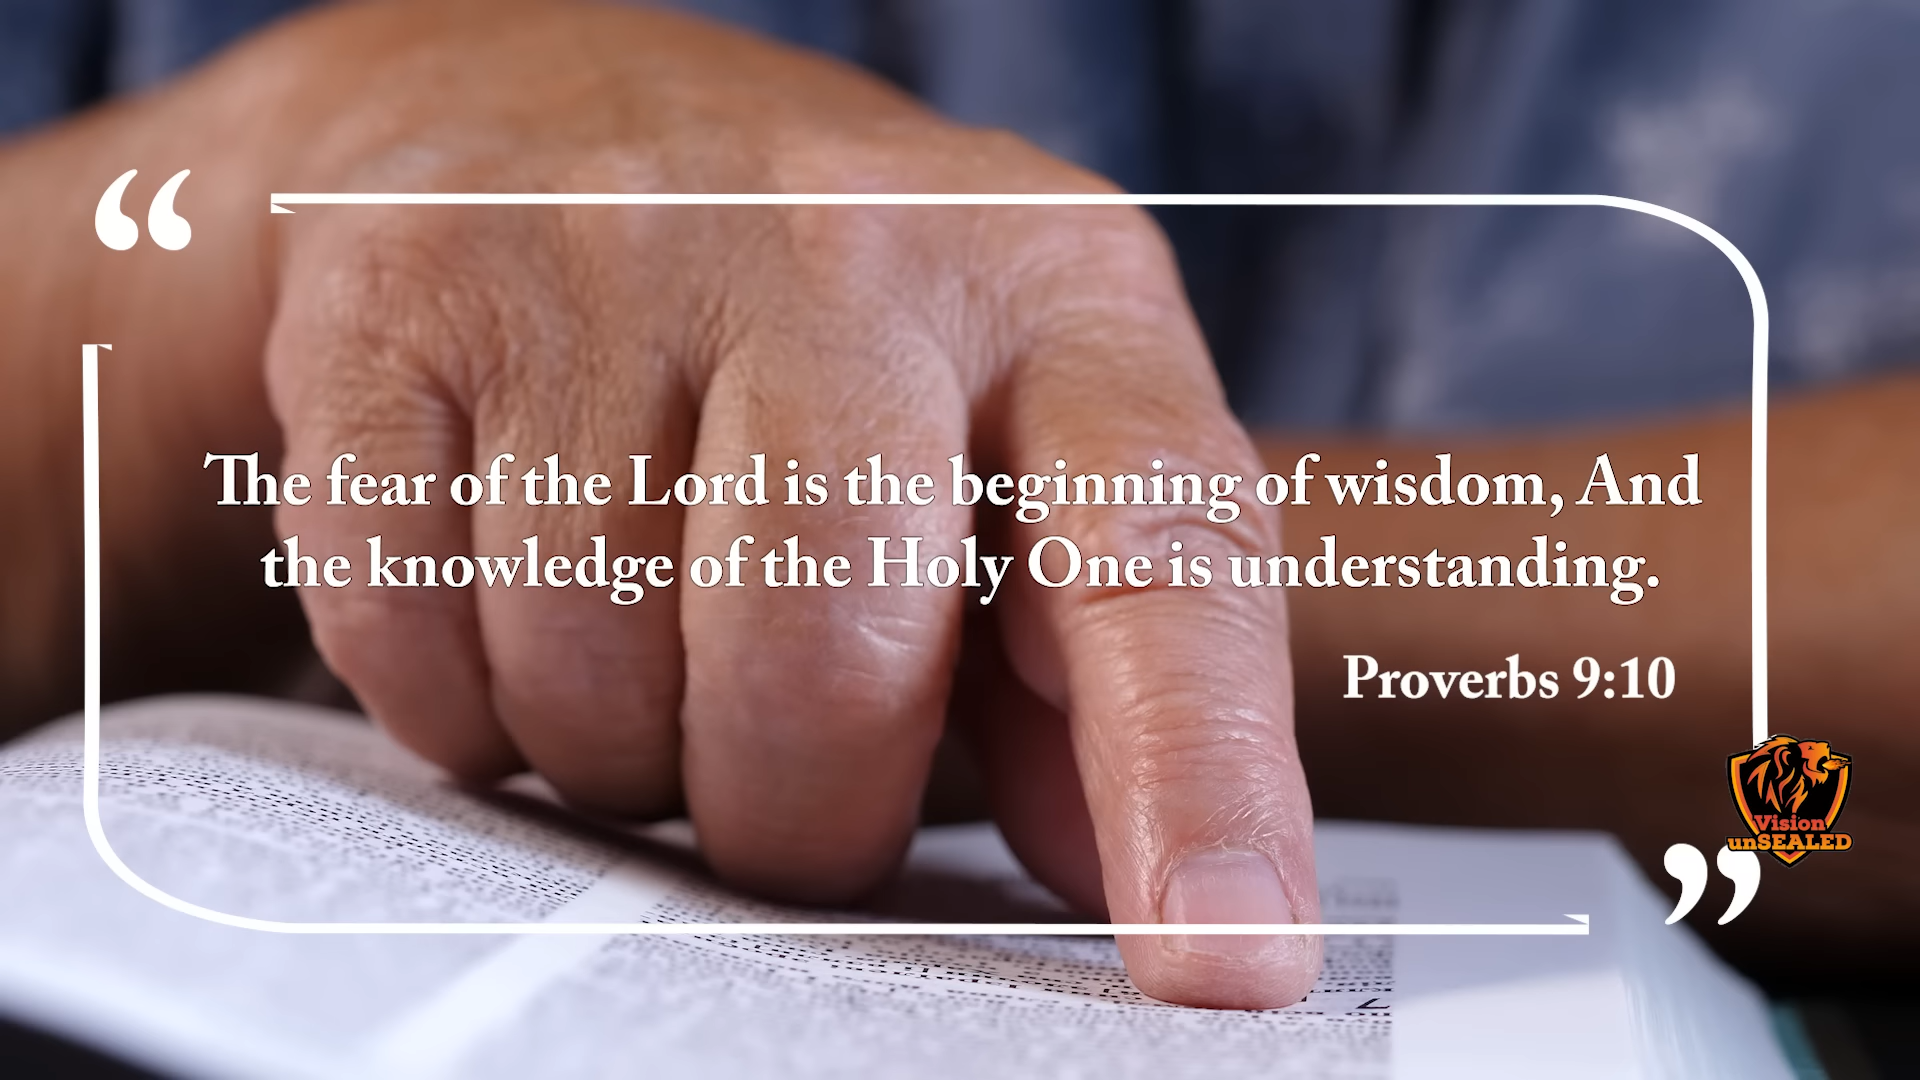 The fear of the Lord is the beginning of wisdom, And
the knowledge of the Holy One is understanding.
Proverbs 9:10
Vision
unSEALED